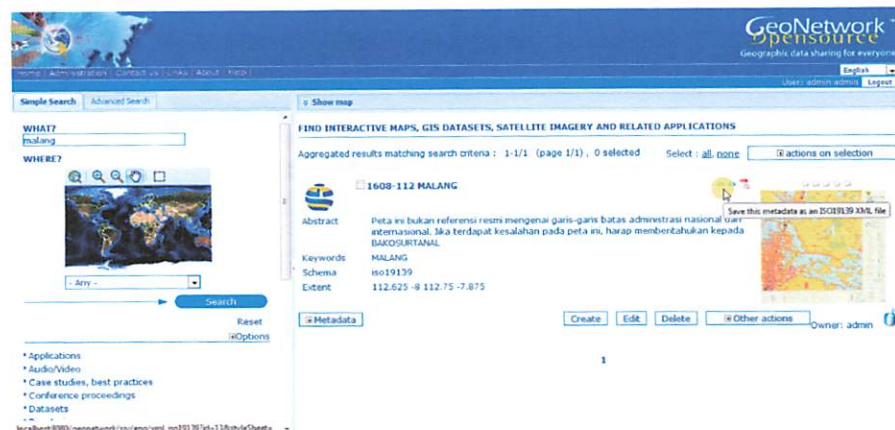 GeoNetwork
Opensource
Geographic data sharing for everyone
Home | Administration | Contact us | Links | About | Help |
English
User: admin admin Logout
Simple Search Advanced Search
Show map
WHAT?
malang
WHERE?
- Any -
Search
Reset
Options
* Applications
* Audio/Video
* Case studies, best practices
* Conference proceedings
* Datasets
FIND INTERACTIVE MAPS, GIS DATASETS, SATELLITE IMAGERY AND RELATED APPLICATIONS
Aggregated results matching search criteria : 1-1/1 (page 1/1) , 0 selected Select : all, none actions on selection
1608-112 MALANG
Save this metadata as an ISO19139 XML file
Abstract Peta ini bukan referensi resmi mengenai garis-garis batas administrasi nasional dan
internasional. Jika terdapat kesalahan pada peta ini, harap memberitahukan kepada
BAKOSURTANAL
Keywords MALANG
Schema iso19139
Extent 112.625 -8 112.75 -7.875
Metadata Create Edit Delete Other actions Owner: admin
1